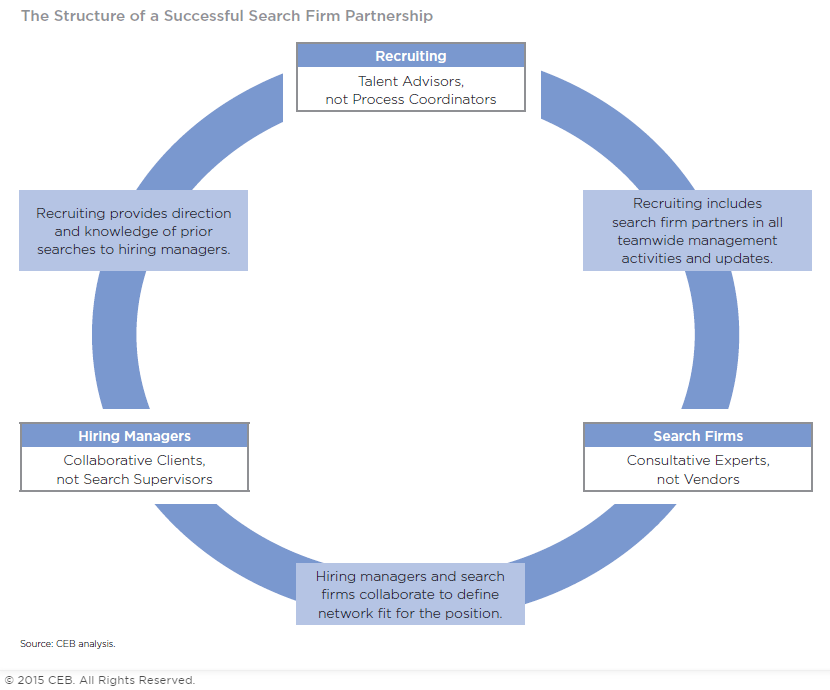 The Structure of a Successful Search Firm Partnership
Recruiting
Talent Advisors,
not Process Coordinators
Recruiting provides direction
and knowledge of prior
searches to hiring managers.
Recruiting includes
search firm partners in all
teamwide management
activities and updates.
Hiring Managers
Collaborative Clients,
not Search Supervisors
Search Firms
Consultative Experts,
not Vendors
Hiring managers and search
firms collaborate to define
network fit for the position.
Source: CEB analysis.
© 2015 CEB. All Rights Reserved.